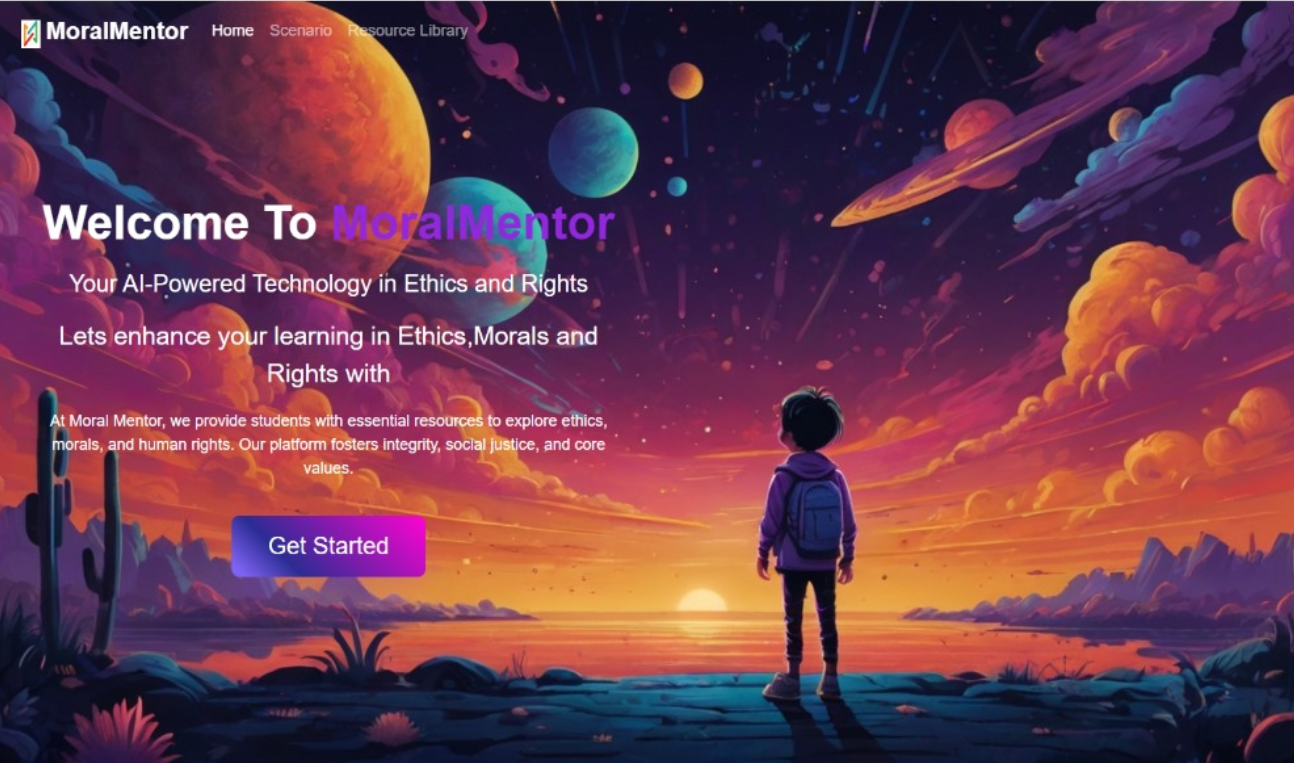 MoralMentor Home Scenario Resource Library
Welcome To MoralMentor
Your AI-Powered Technology in Ethics and Rights
Lets enhance your learning in Ethics,Morals and
Rights with
At Moral Mentor, we provide students with essential resources to explore ethics,
morals, and human rights. Our platform fosters integrity, social justice, and core
values.
Get Started